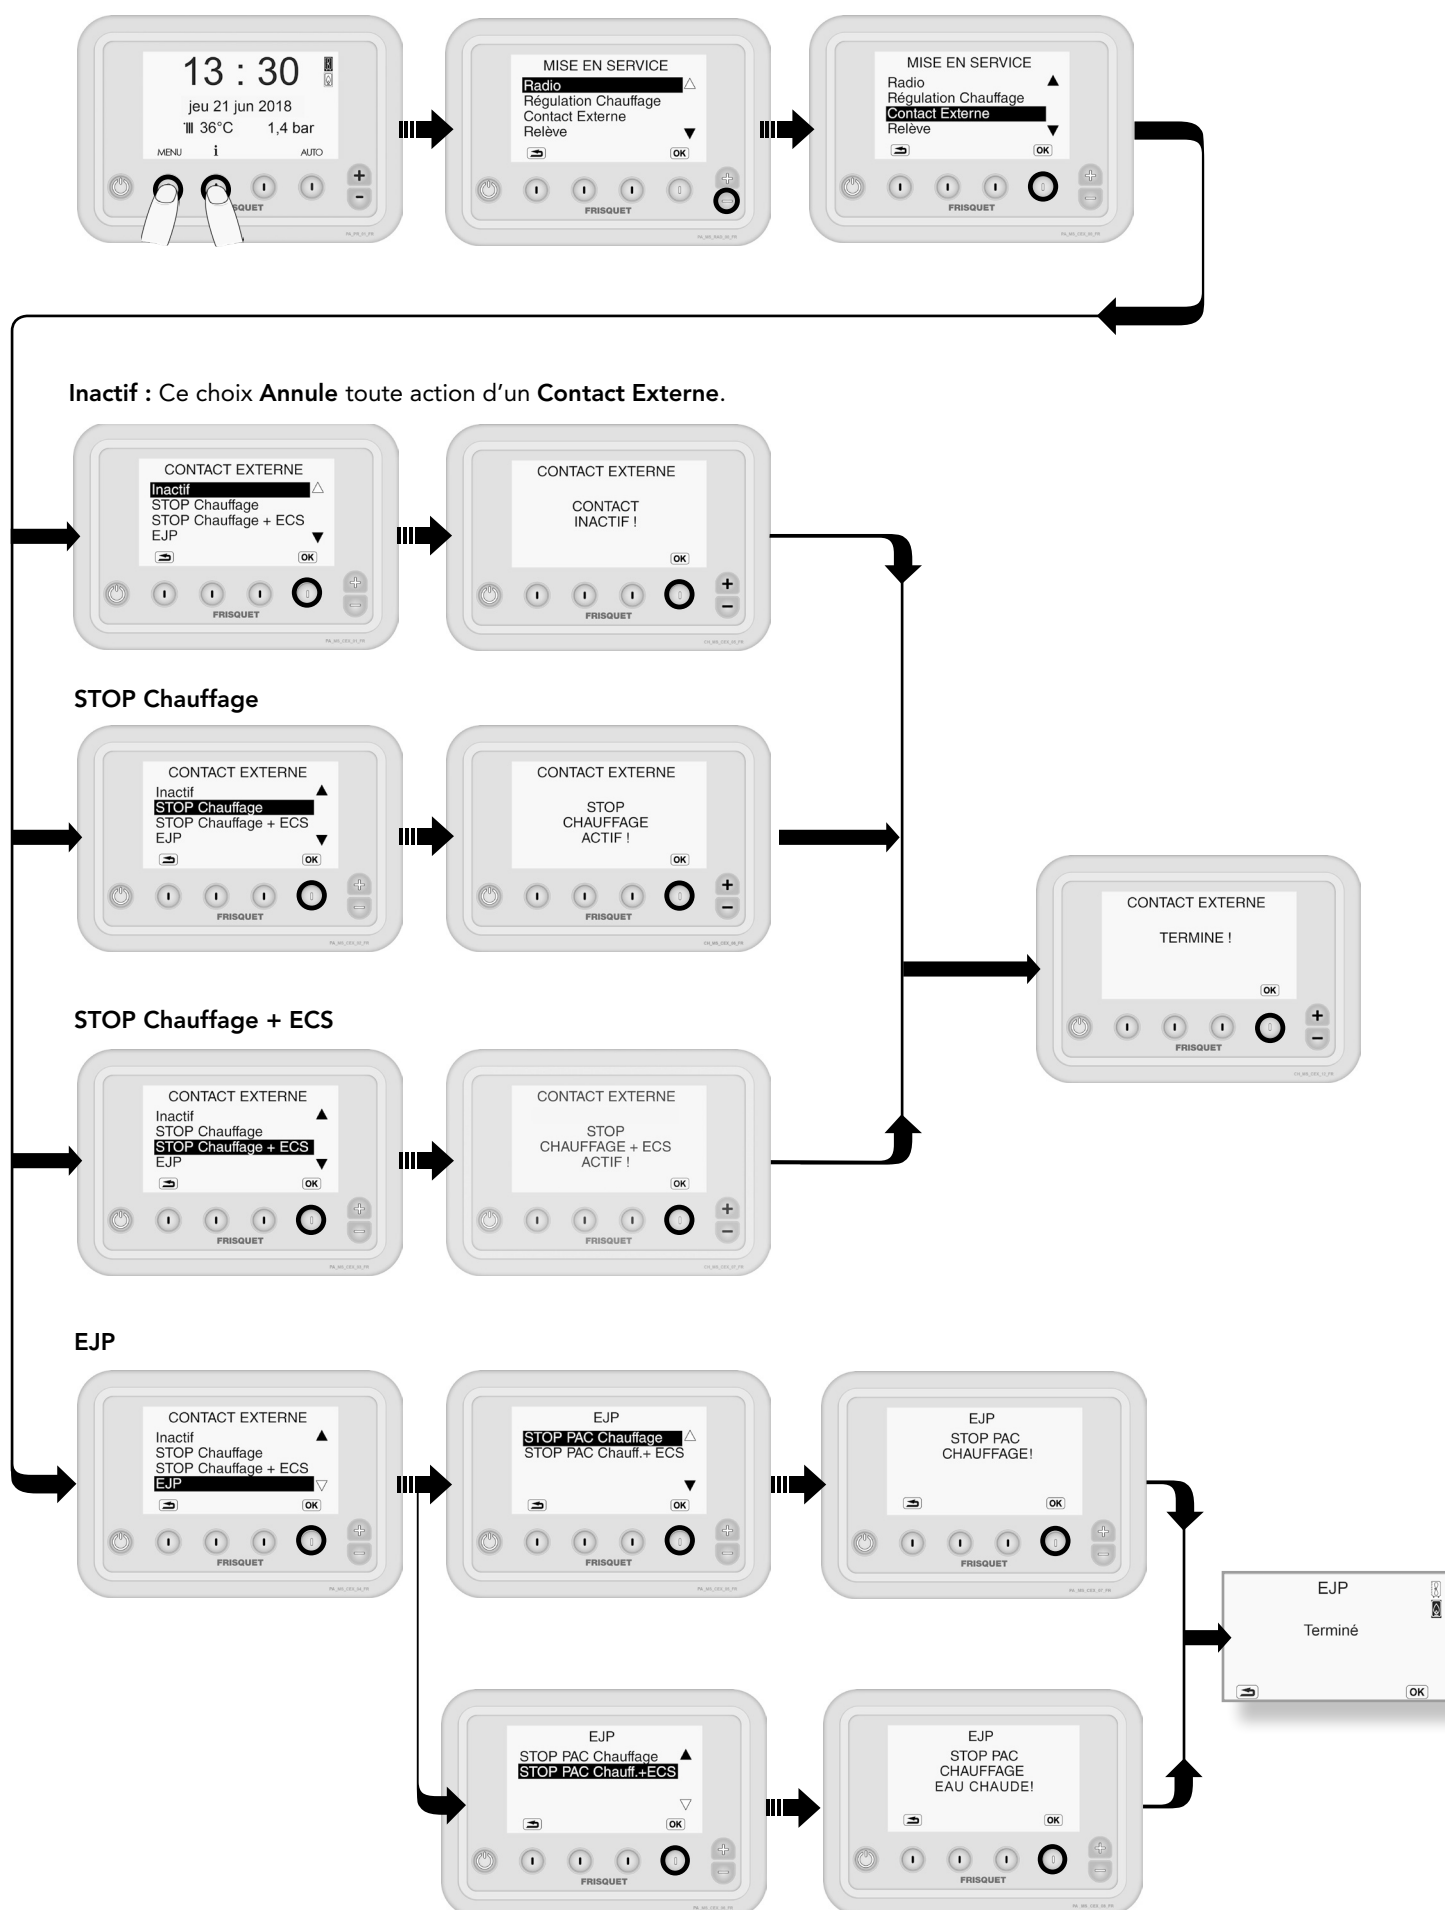 13 : 30
jeu 21 jun 2018
36°C 1,4 bar
MENU i AUTO
SQUET
MISE EN SERVICE
Radio
Régulation Chauffage
Contact Externe
Relève
OK
FRISQUET
MISE EN SERVICE
Radio
Régulation Chauffage
Contact Externe
Relève
OK
FRISQUET
Inactif : Ce choix Annule toute action d'un Contact Externe.
CONTACT EXTERNE
Inactif
STOP Chauffage
STOP Chauffage + ECS
EJP
OK
FRISQUET
CONTACT EXTERNE
CONTACT
INACTIF !
OK
FRISQUET
STOP Chauffage
CONTACT EXTERNE
Inactif
STOP Chauffage
STOP Chauffage + ECS
EJP
OK
FRISQUET
CONTACT EXTERNE
STOP
CHAUFFAGE
ACTIF !
OK
FRISQUET
CONTACT EXTERNE
TERMINE !
OK
FRISQUET
STOP Chauffage + ECS
CONTACT EXTERNE
Inactif
STOP Chauffage
STOP Chauffage + ECS
EJP
OK
FRISQUET
CONTACT EXTERNE
STOP
CHAUFFAGE + ECS
ACTIF !
OK
FRISQUET
EJP
CONTACT EXTERNE
Inactif
STOP Chauffage
STOP Chauffage + ECS
EJP
OK
FRISQUET
EJP
STOP PAC Chauffage
STOP PAC Chauff.+ ECS
OK
FRISQUET
EJP
STOP PAC
CHAUFFAGE!
OK
FRISQUET
EJP
Terminé
OK
EJP
STOP PAC Chauffage
STOP PAC Chauff.+ECS
OK
FRISQUET
EJP
STOP PAC
CHAUFFAGE
EAU CHAUDE!
OK
FRISQUET